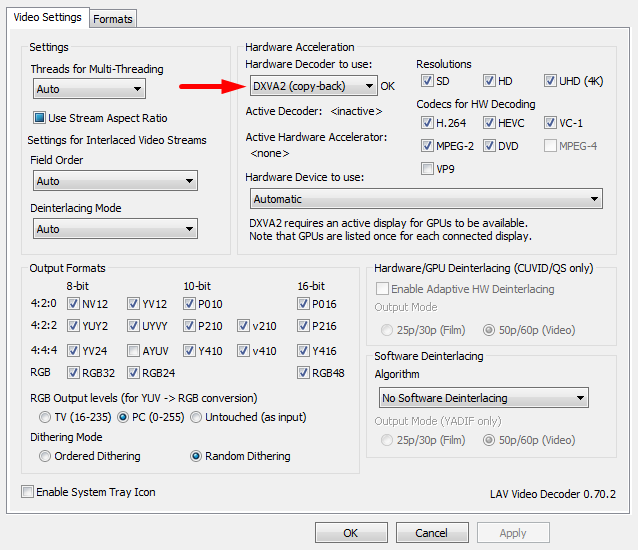 Video Settings
Formats
Settings
Threads for Multi-Threading
Auto
Use Stream Aspect Ratio
Settings for Interlaced Video Streams
Field Order
Auto
Deinterlacing Mode
Auto
Hardware Acceleration
Hardware Decoder to use:
DXVA2 (copy-back) OK
Active Decoder: <inactive>
Active Hardware Accelerator:
<none>
Resolutions
SD HD UHD (4K)
Codecs for HW Decoding
H.264 HEVC VC-1
MPEG-2 DVD MPEG-4
VP9
Hardware Device to use:
Automatic
DXVA2 requires an active display for GPUs to be available.
Note that GPUs are listed once for each connected display.
Output Formats
8-bit 10-bit 16-bit
4:2:0 NV12 YV12 P010 P016
4:2:2 YUY2 UYVY P210 v210 P216
4:4:4 YV24 AYUV Y410 v410 Y416
RGB RGB32 RGB24 RGB48
RGB Output levels (for YUV -> RGB conversion)
TV (16-235) PC (0-255) Untouched (as input)
Dithering Mode
Ordered Dithering Random Dithering
Hardware/GPU Deinterlacing (CUVID/QS only)
Enable Adaptive HW Deinterlacing
Output Mode
25p/30p (Film) 50p/60p (Video)
Software Deinterlacing
Algorithm
No Software Deinterlacing
Output Mode (YADIF only)
25p/30p (Film) 50p/60p (Video)
Enable System Tray Icon
LAV Video Decoder 0.70.2
OK Cancel Apply